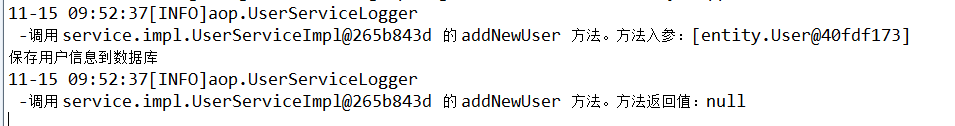 11-15 09:52:37[INFO]aop.UserServiceLogger
-调用 service.impl.UserServiceImpl@265b843d 的 addNewUser 方法。方法入参：[entity.User@40fdf173]
保存用户信息到数据库
11-15 09:52:37[INFO]aop.UserServiceLogger
-调用 service.impl.UserServiceImpl@265b843d 的 addNewUser 方法。方法返回值：null